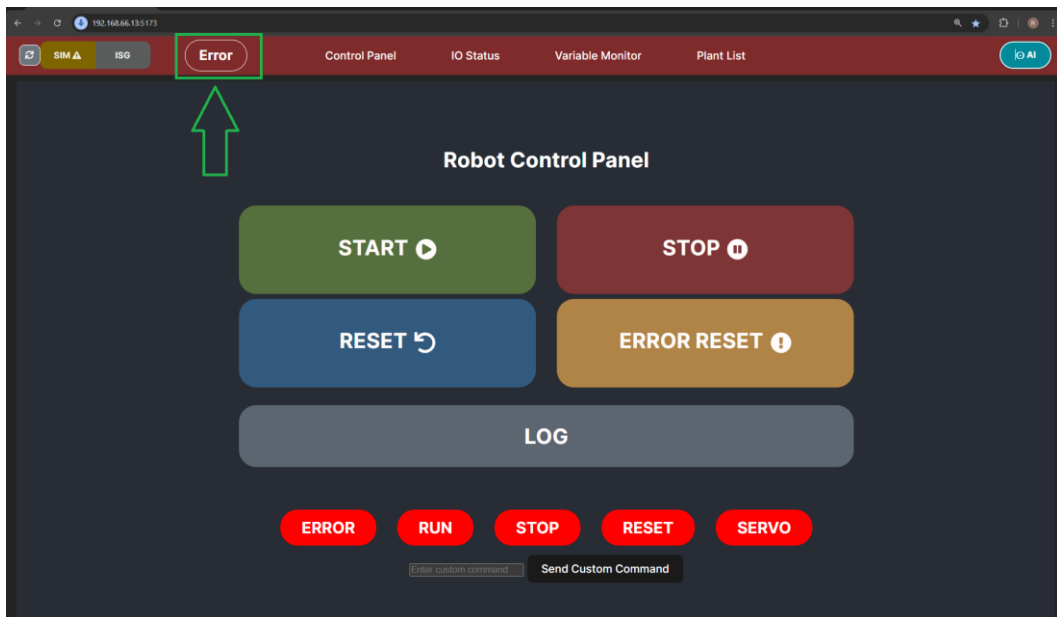 192.168.66.13:5173
SIM ISG Error Control Panel IO Status Variable Monitor Plant List AI
Robot Control Panel
START STOP
RESET ERROR RESET
LOG
ERROR RUN STOP RESET SERVO
Enter custom command Send Custom Command